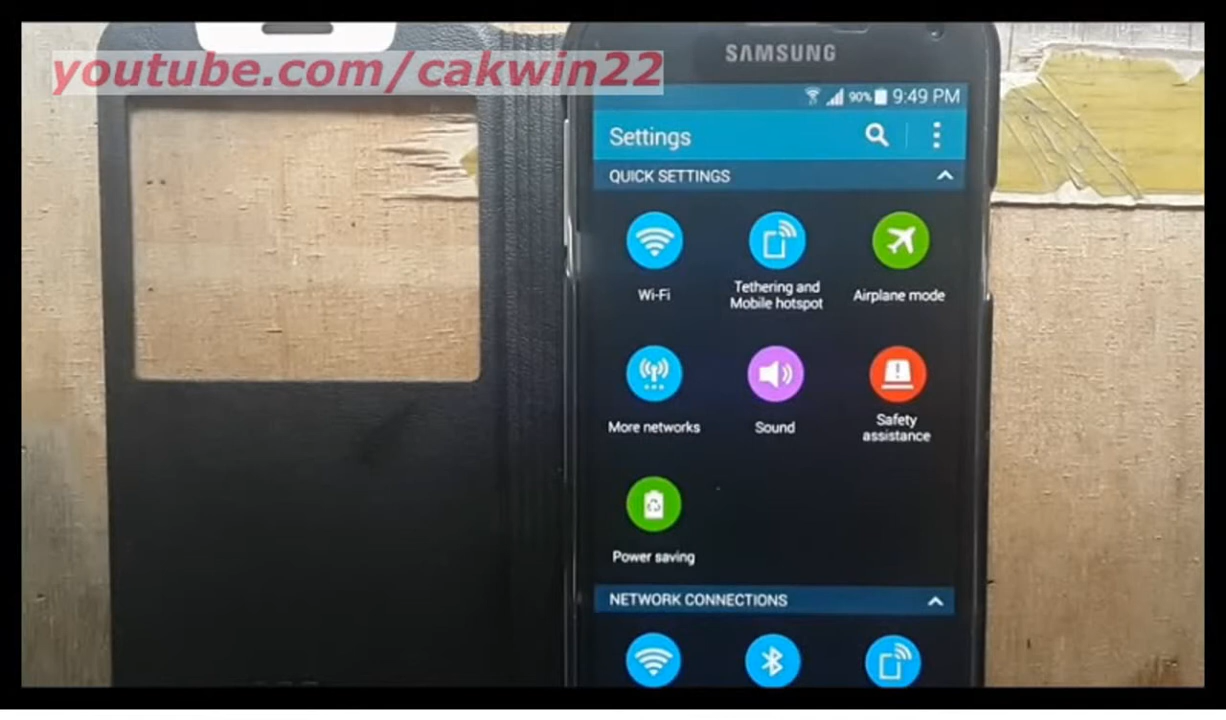 youtube.com/cakwin22
SAMSUNG
90% 9:49 PM
Settings
QUICK SETTINGS
Wi-Fi
Tethering and
Mobile hotspot
Airplane mode
More networks
Sound
Safety
assistance
Power saving
NETWORK CONNECTIONS